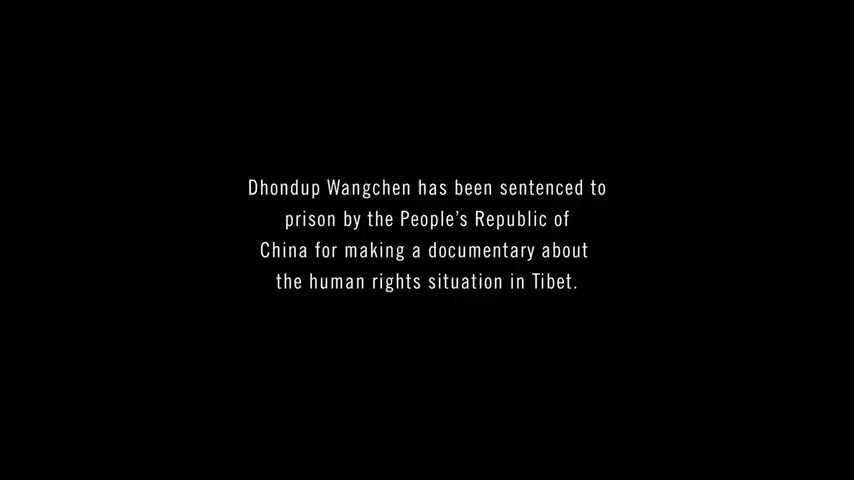 Dhondup Wangchen has been sentenced to
prison by the People's Republic of
China for making a documentary about
the human rights situation in Tibet.